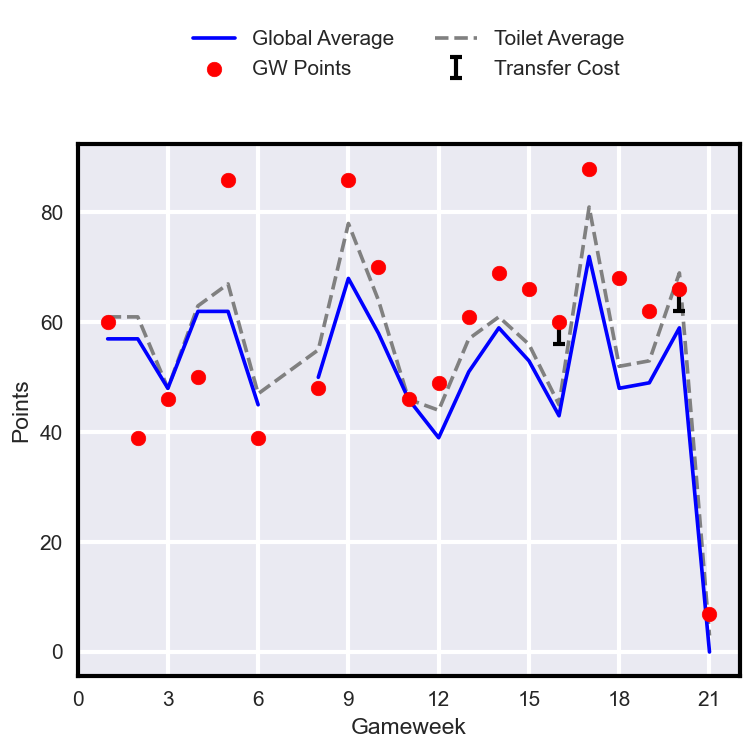 Global Average
Toilet Average
GW Points
Transfer Cost
80
60
40
20
0
Points
0 3 6 9 12 15 18 21
Gameweek